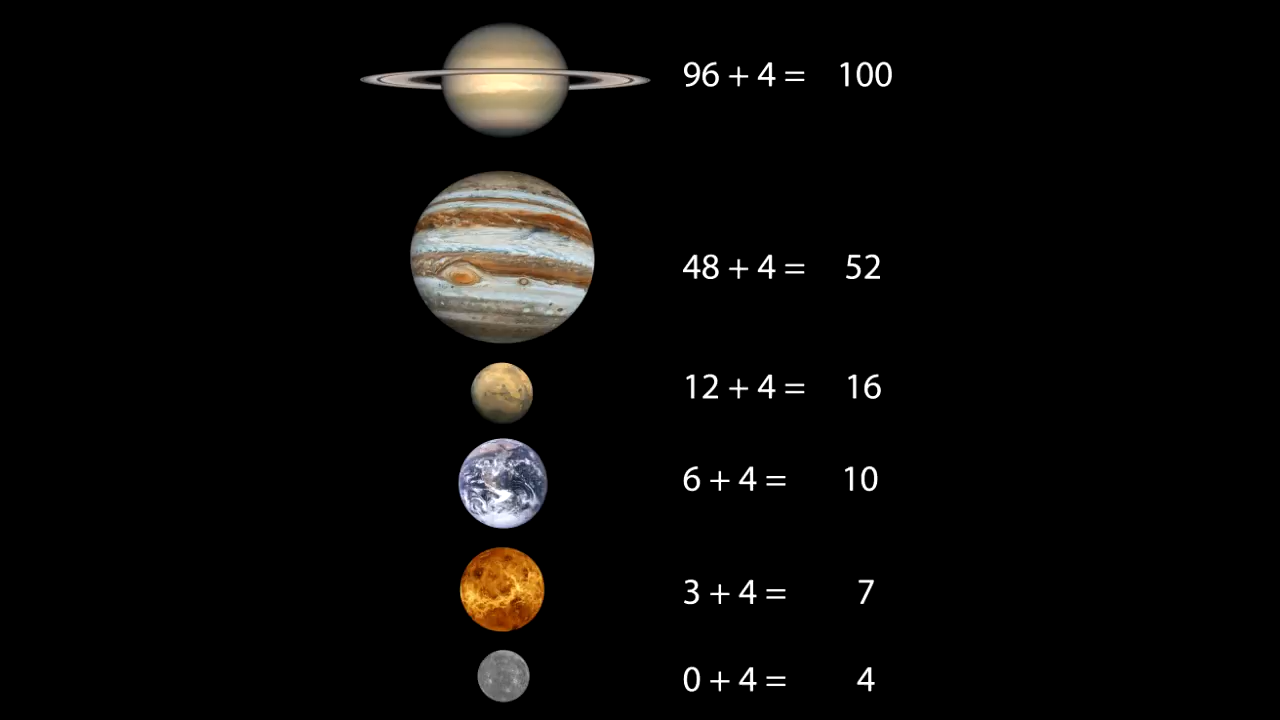 96 + 4 = 100
48 + 4 = 52
12 + 4 = 16
6 + 4 = 10
3 + 4 = 7
0 + 4 = 4